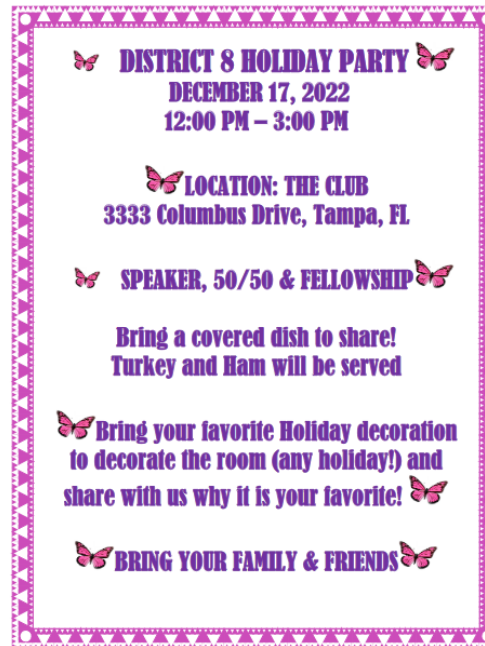 DISTRICT 8 HOLIDAY PARTY
DECEMBER 17, 2022
12:00 PM – 3:00 PM
LOCATION: THE CLUB
3333 Columbus Drive, Tampa, FL
SPEAKER, 50/50 & FELLOWSHIP
Bring a covered dish to share!
Turkey and Ham will be served
Bring your favorite Holiday decoration
to decorate the room (any holiday!) and
share with us why it is your favorite!
BRING YOUR FAMILY & FRIENDS